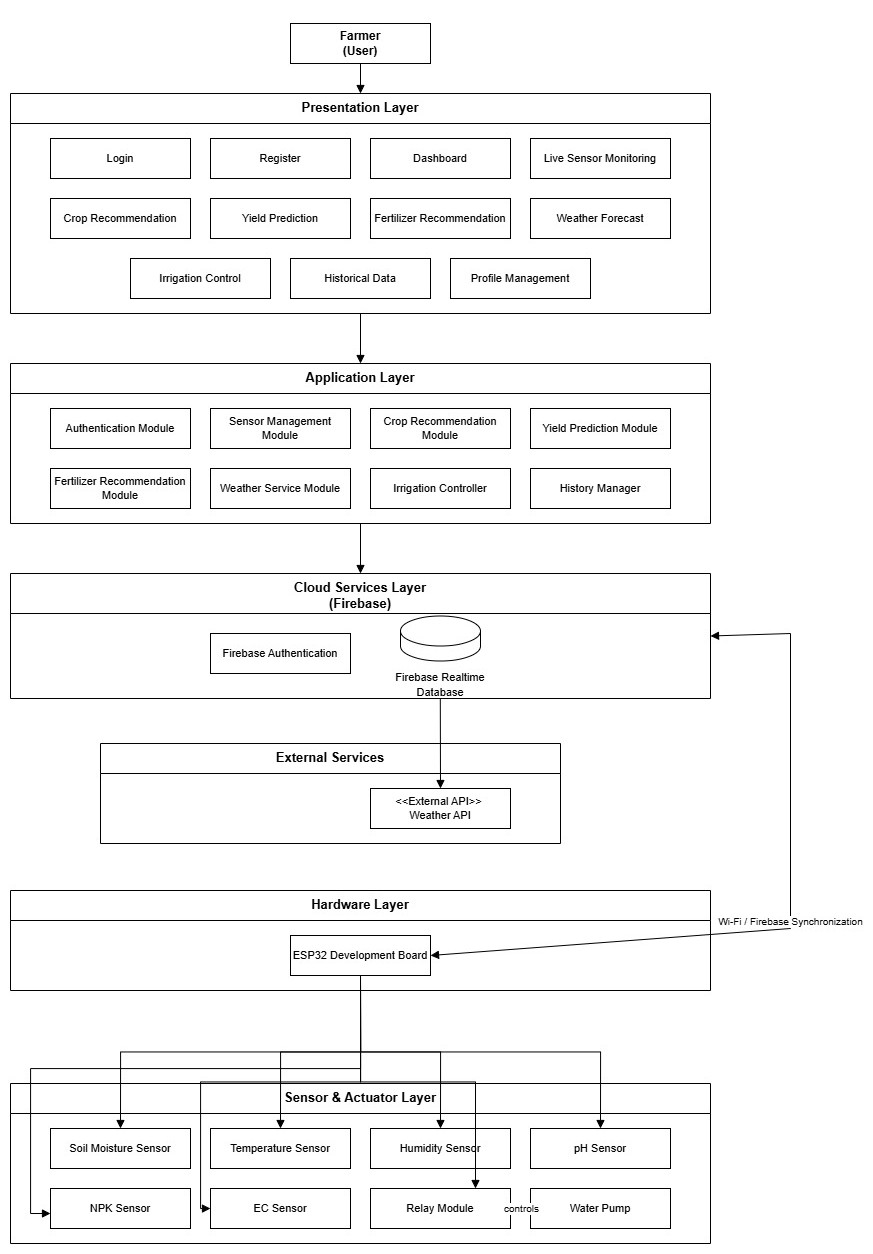 Farmer
(User)
Presentation Layer
Login
Register
Dashboard
Live Sensor Monitoring
Crop Recommendation
Yield Prediction
Fertilizer Recommendation
Weather Forecast
Irrigation Control
Historical Data
Profile Management
Application Layer
Authentication Module
Sensor Management
Module
Crop Recommendation
Module
Yield Prediction Module
Fertilizer Recommendation
Module
Weather Service Module
Irrigation Controller
History Manager
Cloud Services Layer
(Firebase)
Firebase Authentication
Firebase Realtime
Database
External Services
<<External API>>
Weather API
Hardware Layer
Wi-Fi / Firebase Synchronization
ESP32 Development Board
Sensor & Actuator Layer
Soil Moisture Sensor
Temperature Sensor
Humidity Sensor
pH Sensor
NPK Sensor
EC Sensor
Relay Module
controls
Water Pump